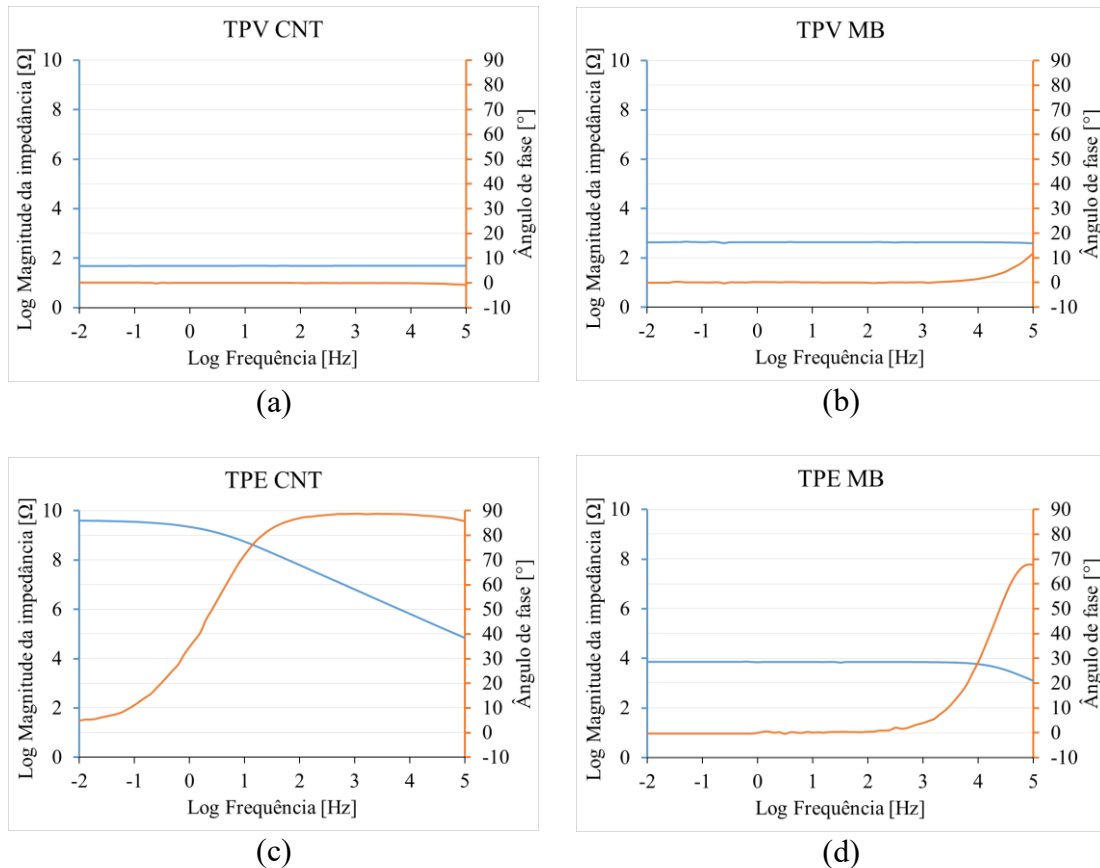 TPV CNT
Log Magnitude da impedância [Ω]
10
8
6
4
2
0
90
80
70
60
50
40
30
20
10
0
-10
Ângulo de fase [°]
-2 -1 0 1 2 3 4 5
Log Frequência [Hz]
(a)
TPV MB
Log Magnitude da impedância [Ω]
10
8
6
4
2
0
90
80
70
60
50
40
30
20
10
0
-10
Ângulo de fase [°]
-2 -1 0 1 2 3 4 5
Log Frequência [Hz]
(b)
TPE CNT
Log Magnitude da impedância [Ω]
10
8
6
4
2
0
90
80
70
60
50
40
30
20
10
0
-10
Ângulo de fase [°]
-2 -1 0 1 2 3 4 5
Log Frequência [Hz]
(c)
TPE MB
Log Magnitude da impedância [Ω]
10
8
6
4
2
0
90
80
70
60
50
40
30
20
10
0
-10
Ângulo de fase [°]
-2 -1 0 1 2 3 4 5
Log Frequência [Hz]
(d)